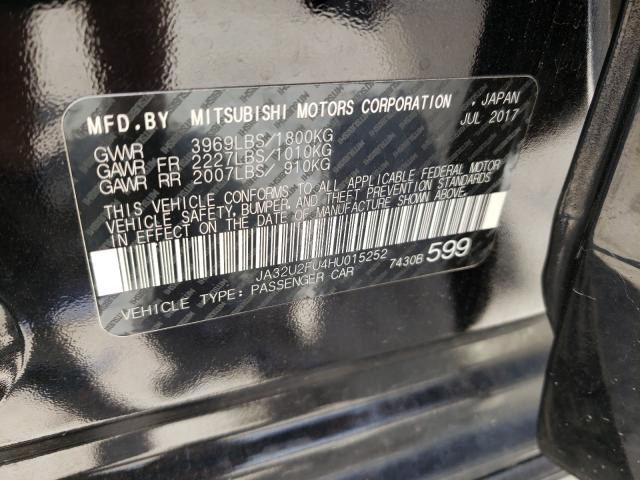 MFD.BY MITSUBISHI MOTORS CORPORATION , JAPAN
JUL 2017
GVWR 3969LBS 1800KG
GAWR FR 2227LBS 1010KG
GAWR RR 2007LBS 910KG
THIS VEHICLE CONFORMS TO ALL APPLICABLE FEDERAL MOTOR
VEHICLE SAFETY, BUMPER, AND THEFT PREVENTION STANDARDS
IN EFFECT ON THE DATE OF MANUFACTURE SHOWN ABOVE.
JA32U2FU4HU015252
7430B 599
VEHICLE TYPE: PASSENGER CAR